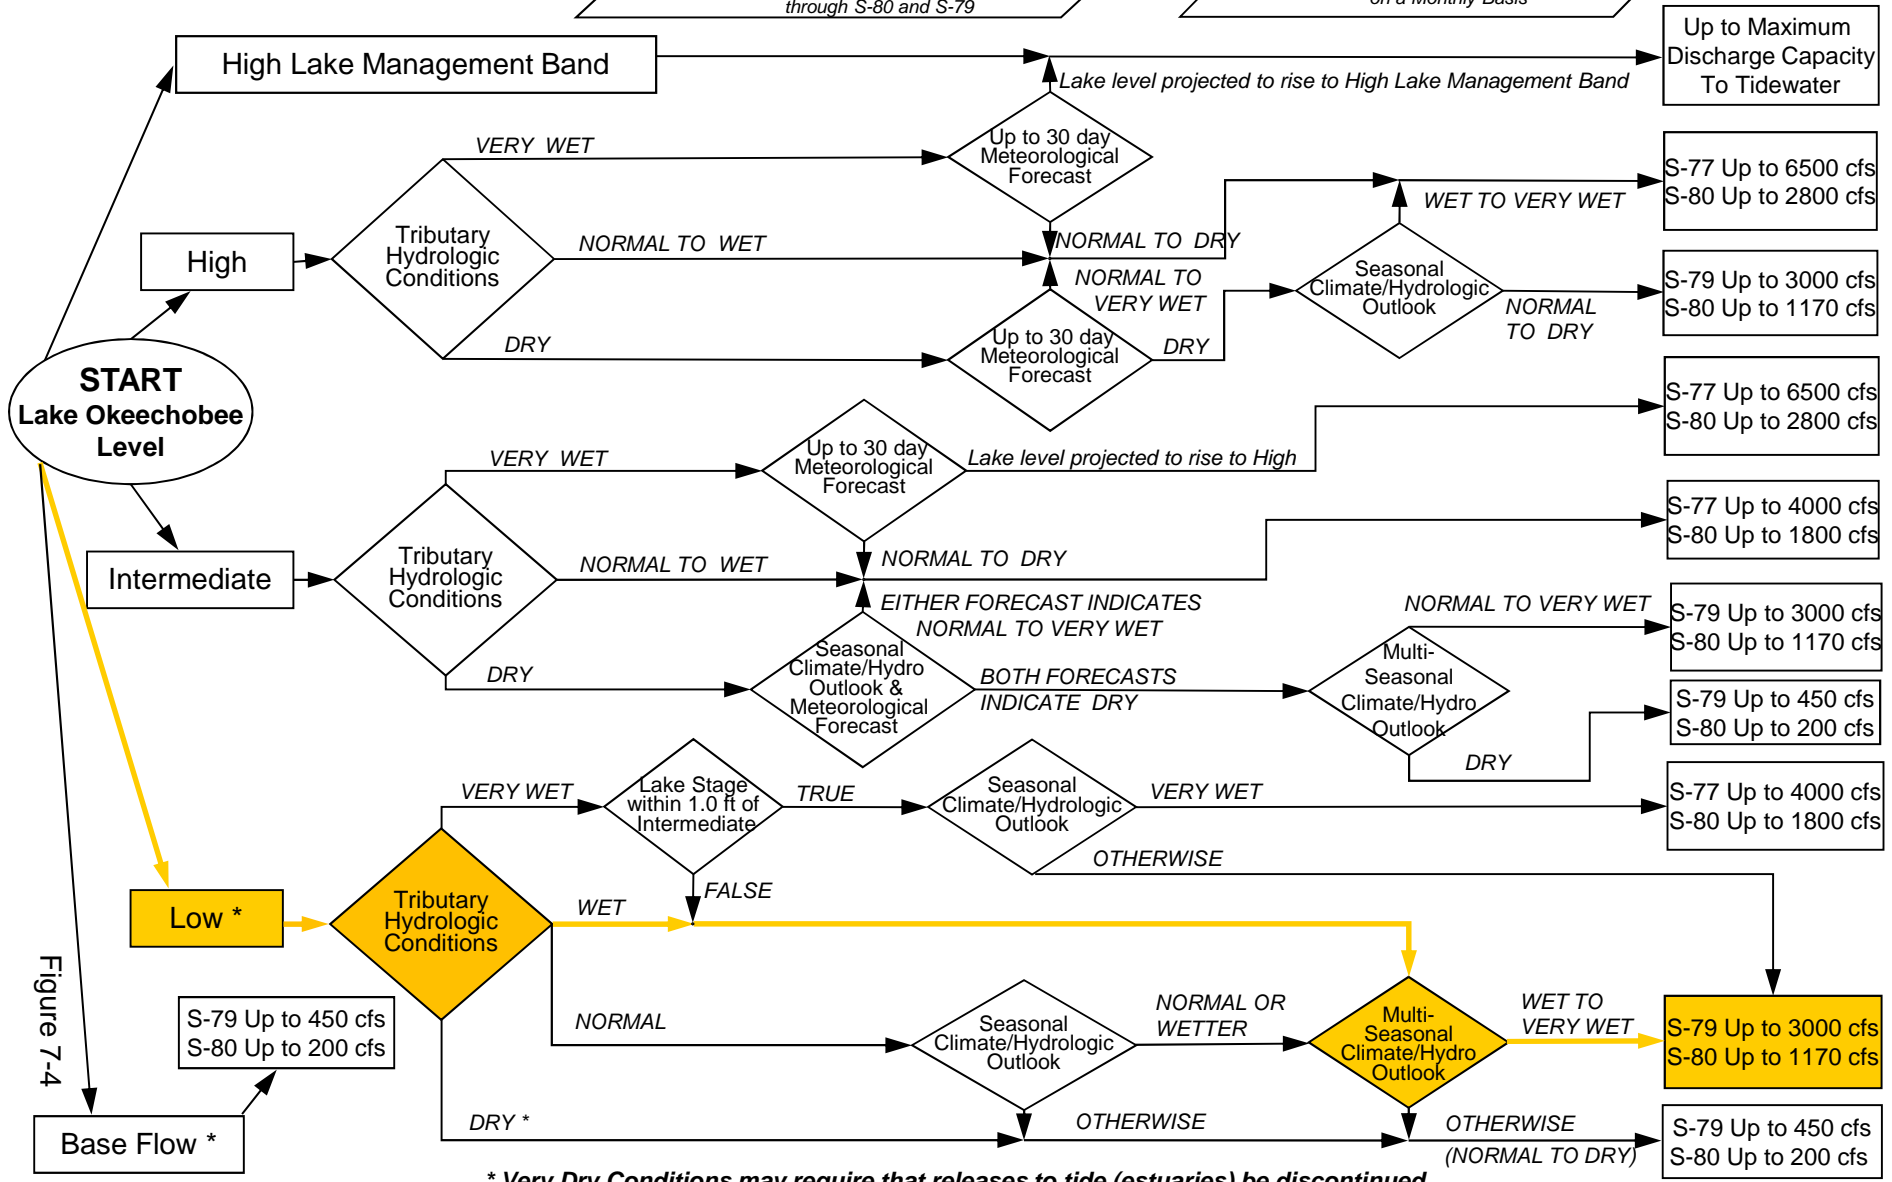 through S-80 and S-79
on a Monthly Basis
High Lake Management Band
Lake level projected to rise to High Lake Management Band
Up to Maximum
Discharge Capacity
To Tidewater
VERY WET
Up to 30 day
Meteorological
Forecast
S-77 Up to 6500 cfs
S-80 Up to 2800 cfs
WET TO VERY WET
High
Tributary
Hydrologic
Conditions
NORMAL TO WET
NORMAL TO DRY
NORMAL TO
VERY WET
Seasonal
Climate/Hydrologic
Outlook
NORMAL
TO DRY
S-79 Up to 3000 cfs
S-80 Up to 1170 cfs
DRY
Up to 30 day
Meteorological
Forecast
DRY
START
Lake Okeechobee
Level
S-77 Up to 6500 cfs
S-80 Up to 2800 cfs
VERY WET
Up to 30 day
Meteorological
Forecast
Lake level projected to rise to High
S-77 Up to 4000 cfs
S-80 Up to 1800 cfs
Intermediate
Tributary
Hydrologic
Conditions
NORMAL TO WET
NORMAL TO DRY
EITHER FORECAST INDICATES
NORMAL TO VERY WET
NORMAL TO VERY WET
S-79 Up to 3000 cfs
S-80 Up to 1170 cfs
DRY
Seasonal
Climate/Hydro
Outlook &
Meteorological
Forecast
BOTH FORECASTS
INDICATE DRY
Multi-
Seasonal
Climate/Hydro
Outlook
S-79 Up to 450 cfs
S-80 Up to 200 cfs
DRY
VERY WET
Lake Stage
within 1.0 ft of
Intermediate
TRUE
Seasonal
Climate/Hydrologic
Outlook
VERY WET
S-77 Up to 4000 cfs
S-80 Up to 1800 cfs
OTHERWISE
FALSE
Low *
Tributary
Hydrologic
Conditions
WET
Figure 7-4
S-79 Up to 450 cfs
S-80 Up to 200 cfs
NORMAL
Seasonal
Climate/Hydrologic
Outlook
NORMAL OR
WETTER
Multi-
Seasonal
Climate/Hydro
Outlook
WET TO
VERY WET
S-79 Up to 3000 cfs
S-80 Up to 1170 cfs
Base Flow *
DRY *
OTHERWISE
OTHERWISE
(NORMAL TO DRY)
S-79 Up to 450 cfs
S-80 Up to 200 cfs
* Very Dry Conditions may require that releases to tide (estuaries) be discontinued